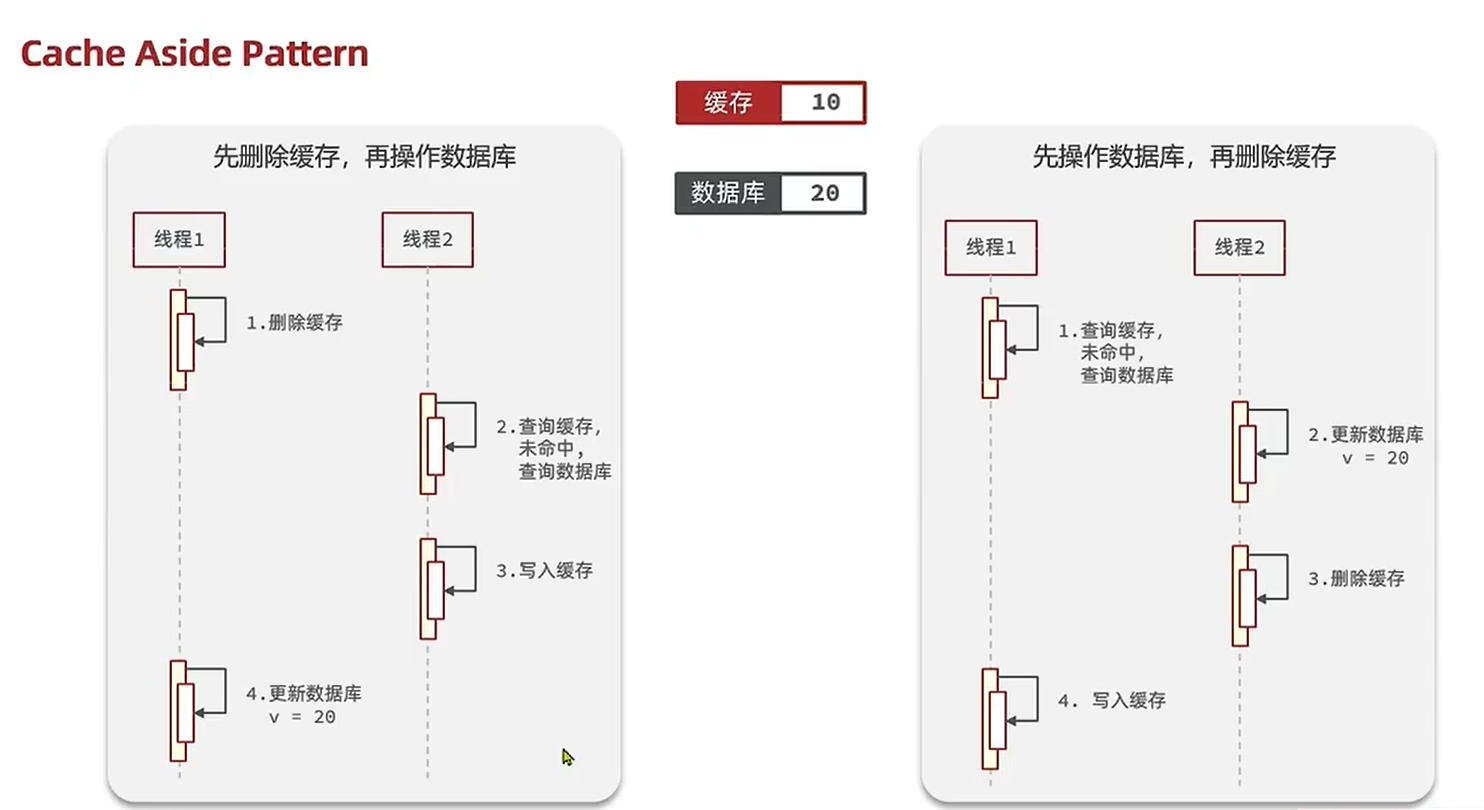 Cache Aside Pattern
缓存 10
数据库 20
先删除缓存，再操作数据库
线程1 线程2
1.删除缓存
2.查询缓存，
未命中，
查询数据库
3.写入缓存
4.更新数据库
v = 20
先操作数据库，再删除缓存
线程1 线程2
1.查询缓存，
未命中，
查询数据库
2.更新数据库
v = 20
3.删除缓存
4. 写入缓存